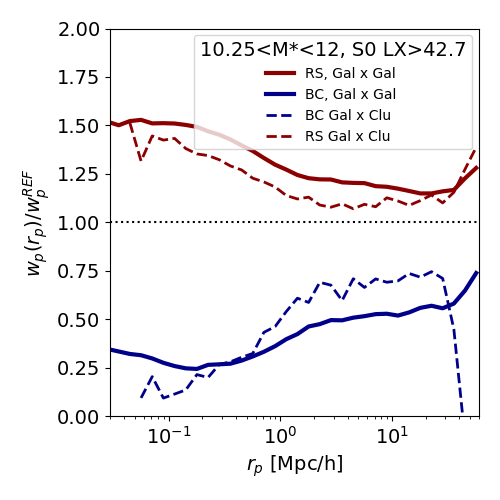 2.00
1.75
1.50
1.25
1.00
0.75
0.50
0.25
0.00
w_p(r_p)/w_p^{REF}
10.25<M*<12, S0 LX>42.7
RS, Gal x Gal
BC, Gal x Gal
BC Gal x Clu
RS Gal x Clu
10^{-1}
10^{0}
10^{1}
r_p [Mpc/h]